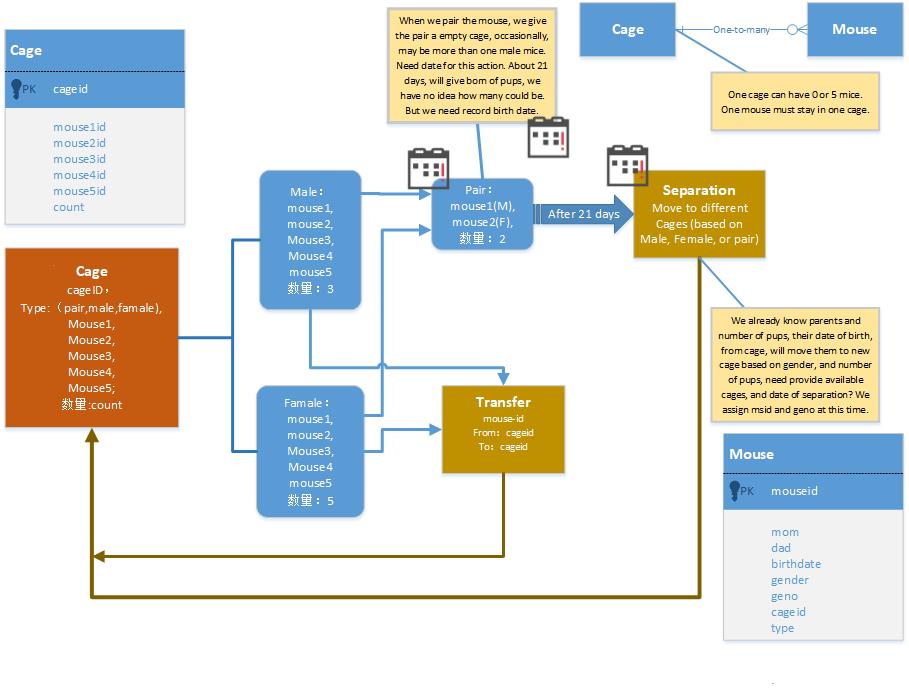 Cage
PK cageid
mouse1id
mouse2id
mouse3id
mouse4id
mouse5id
count
When we pair the mouse, we give
the pair a empty cage, occasionally,
may be more than one male mice.
Need date for this action. About 21
days, will give born of pups, we
have no idea how many could be.
But we need record birth date.
Cage
One-to-many
Mouse
One cage can have 0 or 5 mice.
One mouse must stay in one cage.
Male：
mouse1,
mouse2,
Mouse3,
Mouse4
mouse5
数量：3
Pair：
mouse1(M),
mouse2(F),
数量：2
After 21 days
Separation
Move to different
Cages (based on
Male, Female, or pair)
Cage
cageID，
Type:（pair,male,famale),
Mouse1,
Mouse2,
Mouse3,
Mouse4,
Mouse5;
数量:count
We already know parents and
number of pups, their date of birth,
from cage, will move them to new
cage based on gender, and number
of pups, need provide available
cages, and date of separation? We
assign msid and geno at this time.
Famale：
mouse1,
mouse2,
Mouse3,
Mouse4
mouse5
数量：5
Transfer
mouse-id
From：cageid
To：cageid
Mouse
PK mouseid
mom
dad
birthdate
gender
geno
cageid
type